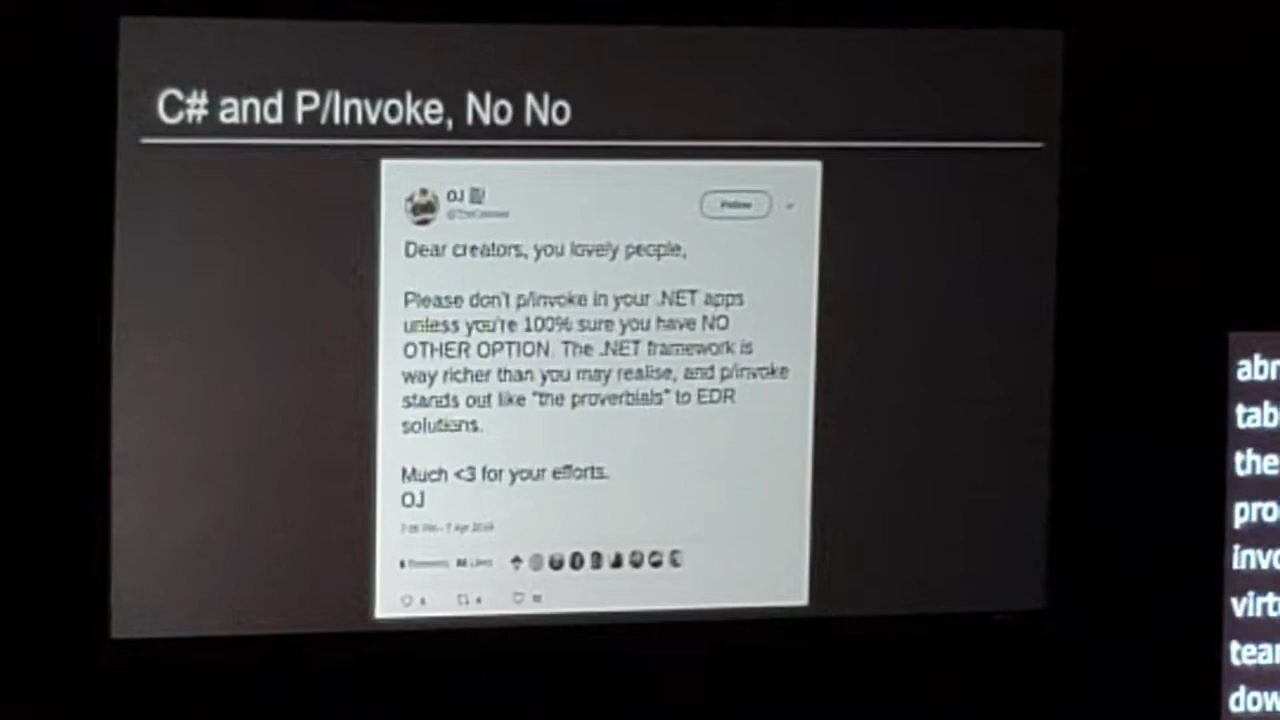 C# and P/Invoke, No No
OJ
Follow
Dear creators, you lovely people,
Please don't p/invoke in your .NET apps
unless you're 100% sure you have NO
OTHER OPTION. The .NET framework is
way richer than you may realise, and p/invoke
stands out like "the proverbials" to EDR
solutions.
Much <3 for your efforts.
OJ
abn
tab
the
pro
invo
virt
tear
dow